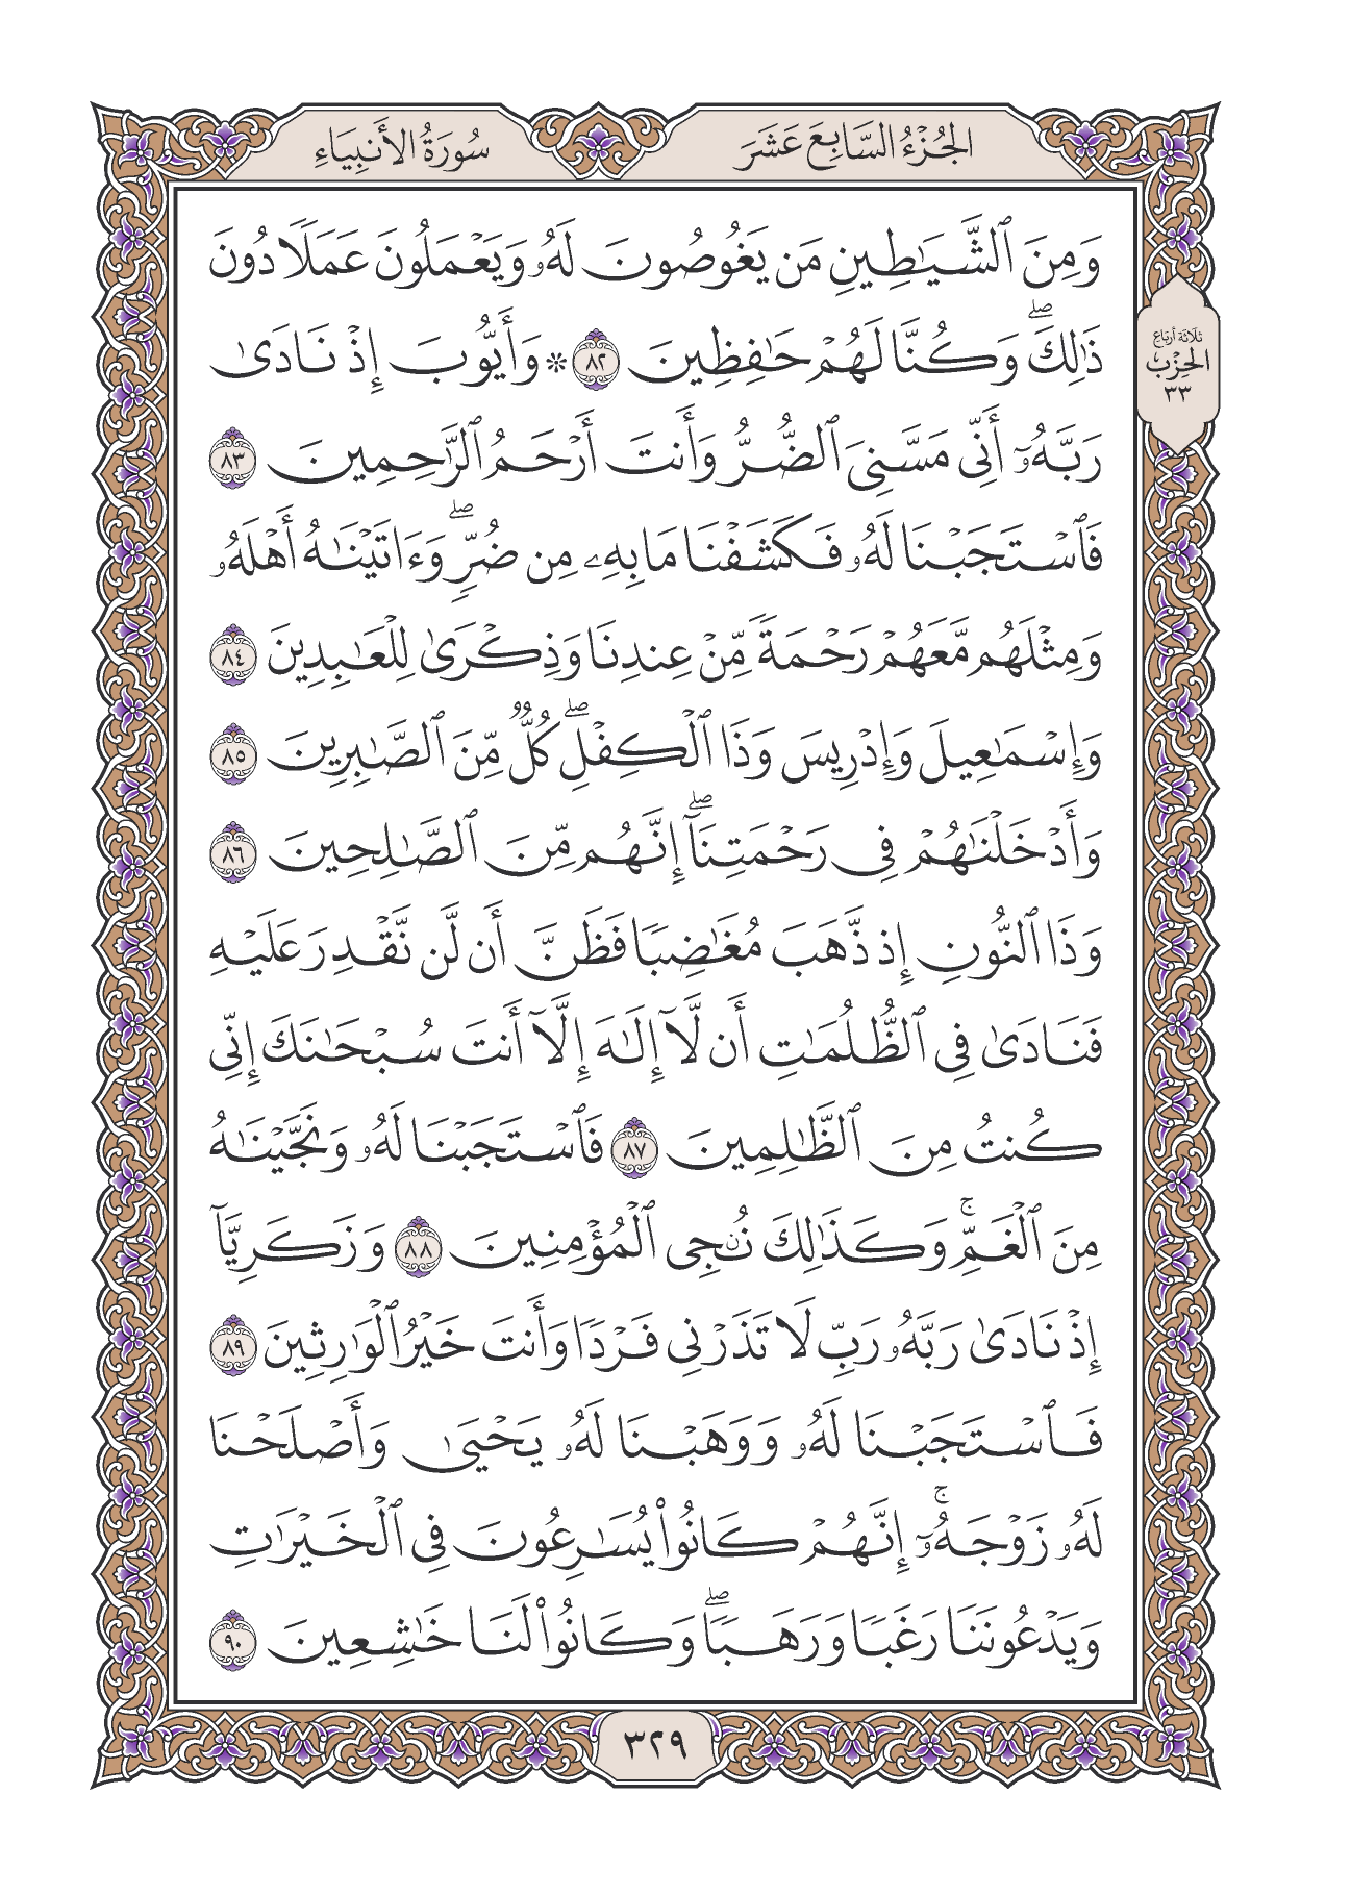 الجُزْءُ السَّابِعَ عَشَرَ
سُورَةُ الأَنبِيَاءِ
وَمِنَ ٱلشَّيَٰطِينِ مَن يَغُوصُونَ لَهُۥ وَيَعْمَلُونَ عَمَلًا دُونَ
ذَٰلِكَۖ وَكُنَّا لَهُمْ حَٰفِظِينَ ٨٢ ۞ وَأَيُّوبَ إِذْ نَادَىٰ
رَبَّهُۥٓ أَنِّى مَسَّنِىَ ٱلضُّرُّ وَأَنتَ أَرْحَمُ ٱلرَّٰحِمِينَ ٨٣
فَٱسْتَجَبْنَا لَهُۥ فَكَشَفْنَا مَا بِهِۦ مِن ضُرٍّۖ وَءَاتَيْنَٰهُ أَهْلَهُۥ
وَمِثْلَهُم مَّعَهُمْ رَحْمَةً مِّنْ عِندِنَا وَذِكْرَىٰ لِلْعَٰبِدِينَ ٨٤
وَإِسْمَٰعِيلَ وَإِدْرِيسَ وَذَا ٱلْكِفْلِۖ كُلٌّ مِّنَ ٱلصَّٰبِرِينَ ٨٥
وَأَدْخَلْنَٰهُمْ فِى رَحْمَتِنَآۖ إِنَّهُم مِّنَ ٱلصَّٰلِحِينَ ٨٦
وَذَا ٱلنُّونِ إِذ ذَّهَبَ مُغَٰضِبًا فَظَنَّ أَن لَّن نَّقْدِرَ عَلَيْهِ
فَنَادَىٰ فِى ٱلظُّلُمَٰتِ أَن لَّآ إِلَٰهَ إِلَّآ أَنتَ سُبْحَٰنَكَ إِنِّى
كُنتُ مِنَ ٱلظَّٰلِمِينَ ٨٧ فَٱسْتَجَبْنَا لَهُۥ وَنَجَّيْنَٰهُ
مِنَ ٱلْغَمِّۚ وَكَذَٰلِكَ نُۨجِى ٱلْمُؤْمِنِينَ ٨٨ وَزَكَرِيَّآ
إِذْ نَادَىٰ رَبَّهُۥ رَبِّ لَا تَذَرْنِى فَرْدًا وَأَنتَ خَيْرُ ٱلْوَٰرِثِينَ ٨٩
فَٱسْتَجَبْنَا لَهُۥ وَوَهَبْنَا لَهُۥ يَحْيَىٰ وَأَصْلَحْنَا
لَهُۥ زَوْجَهُۥٓۚ إِنَّهُمْ كَانُوا۟ يُسَٰرِعُونَ فِى ٱلْخَيْرَٰتِ
وَيَدْعُونَنَا رَغَبًا وَرَهَبًاۖ وَكَانُوا۟ لَنَا خَٰشِعِينَ ٩٠
ثلاثة أرباع
الحِزْب
٣٣
٣٢٩